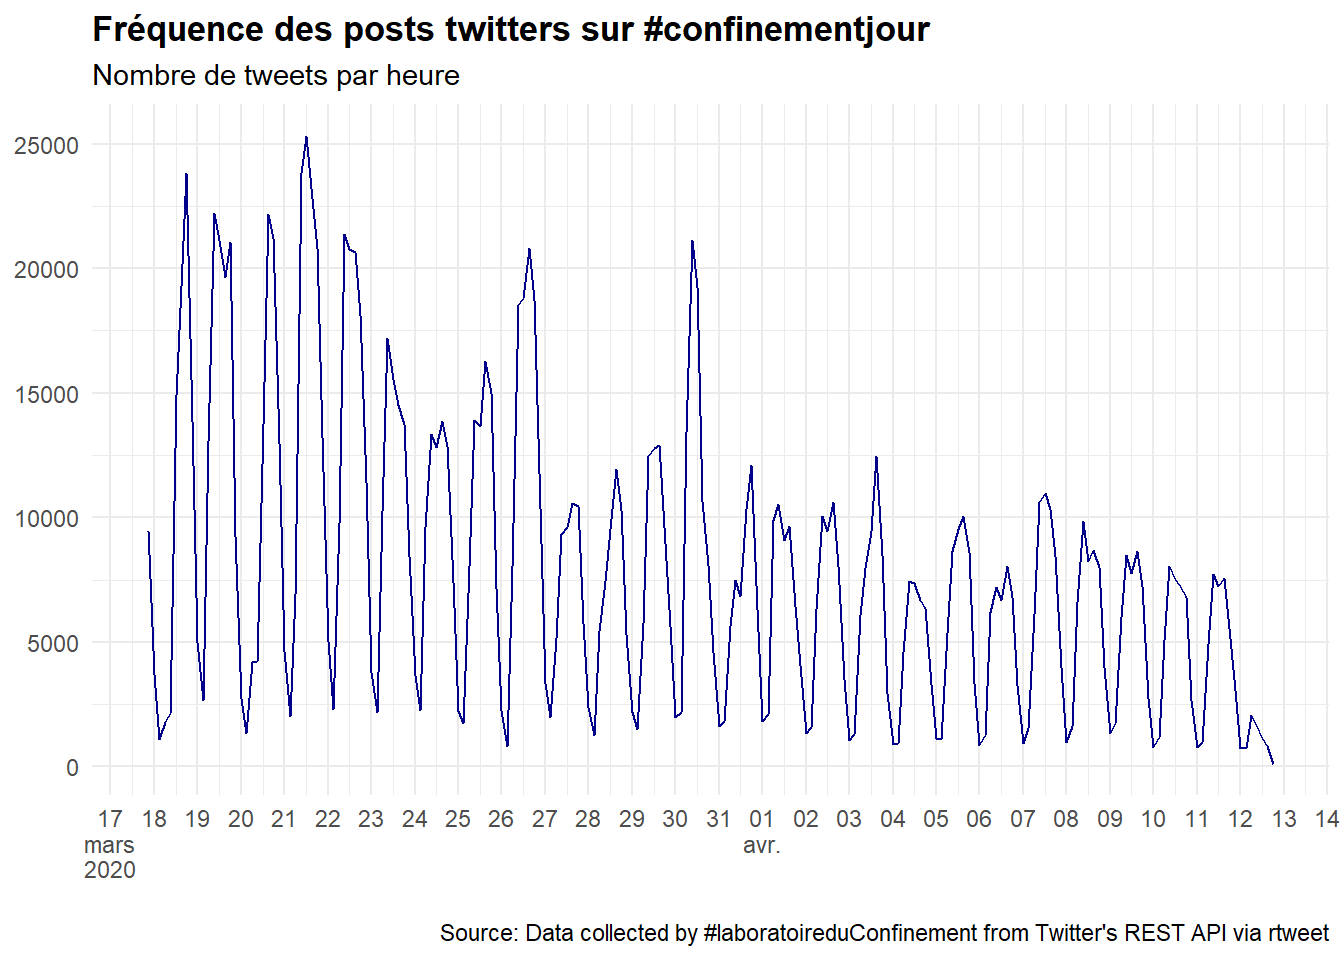 Fréquence des posts twitters sur #confinementjour
Nombre de tweets par heure
25000
20000
15000
10000
5000
0
17 18 19 20 21 22 23 24 25 26 27 28 29 30 31 01 02 03 04 05 06 07 08 09 10 11 12 13 14
mars avr.
2020
Source: Data collected by #laboratoireduConfinement from Twitter's REST API via rtweet